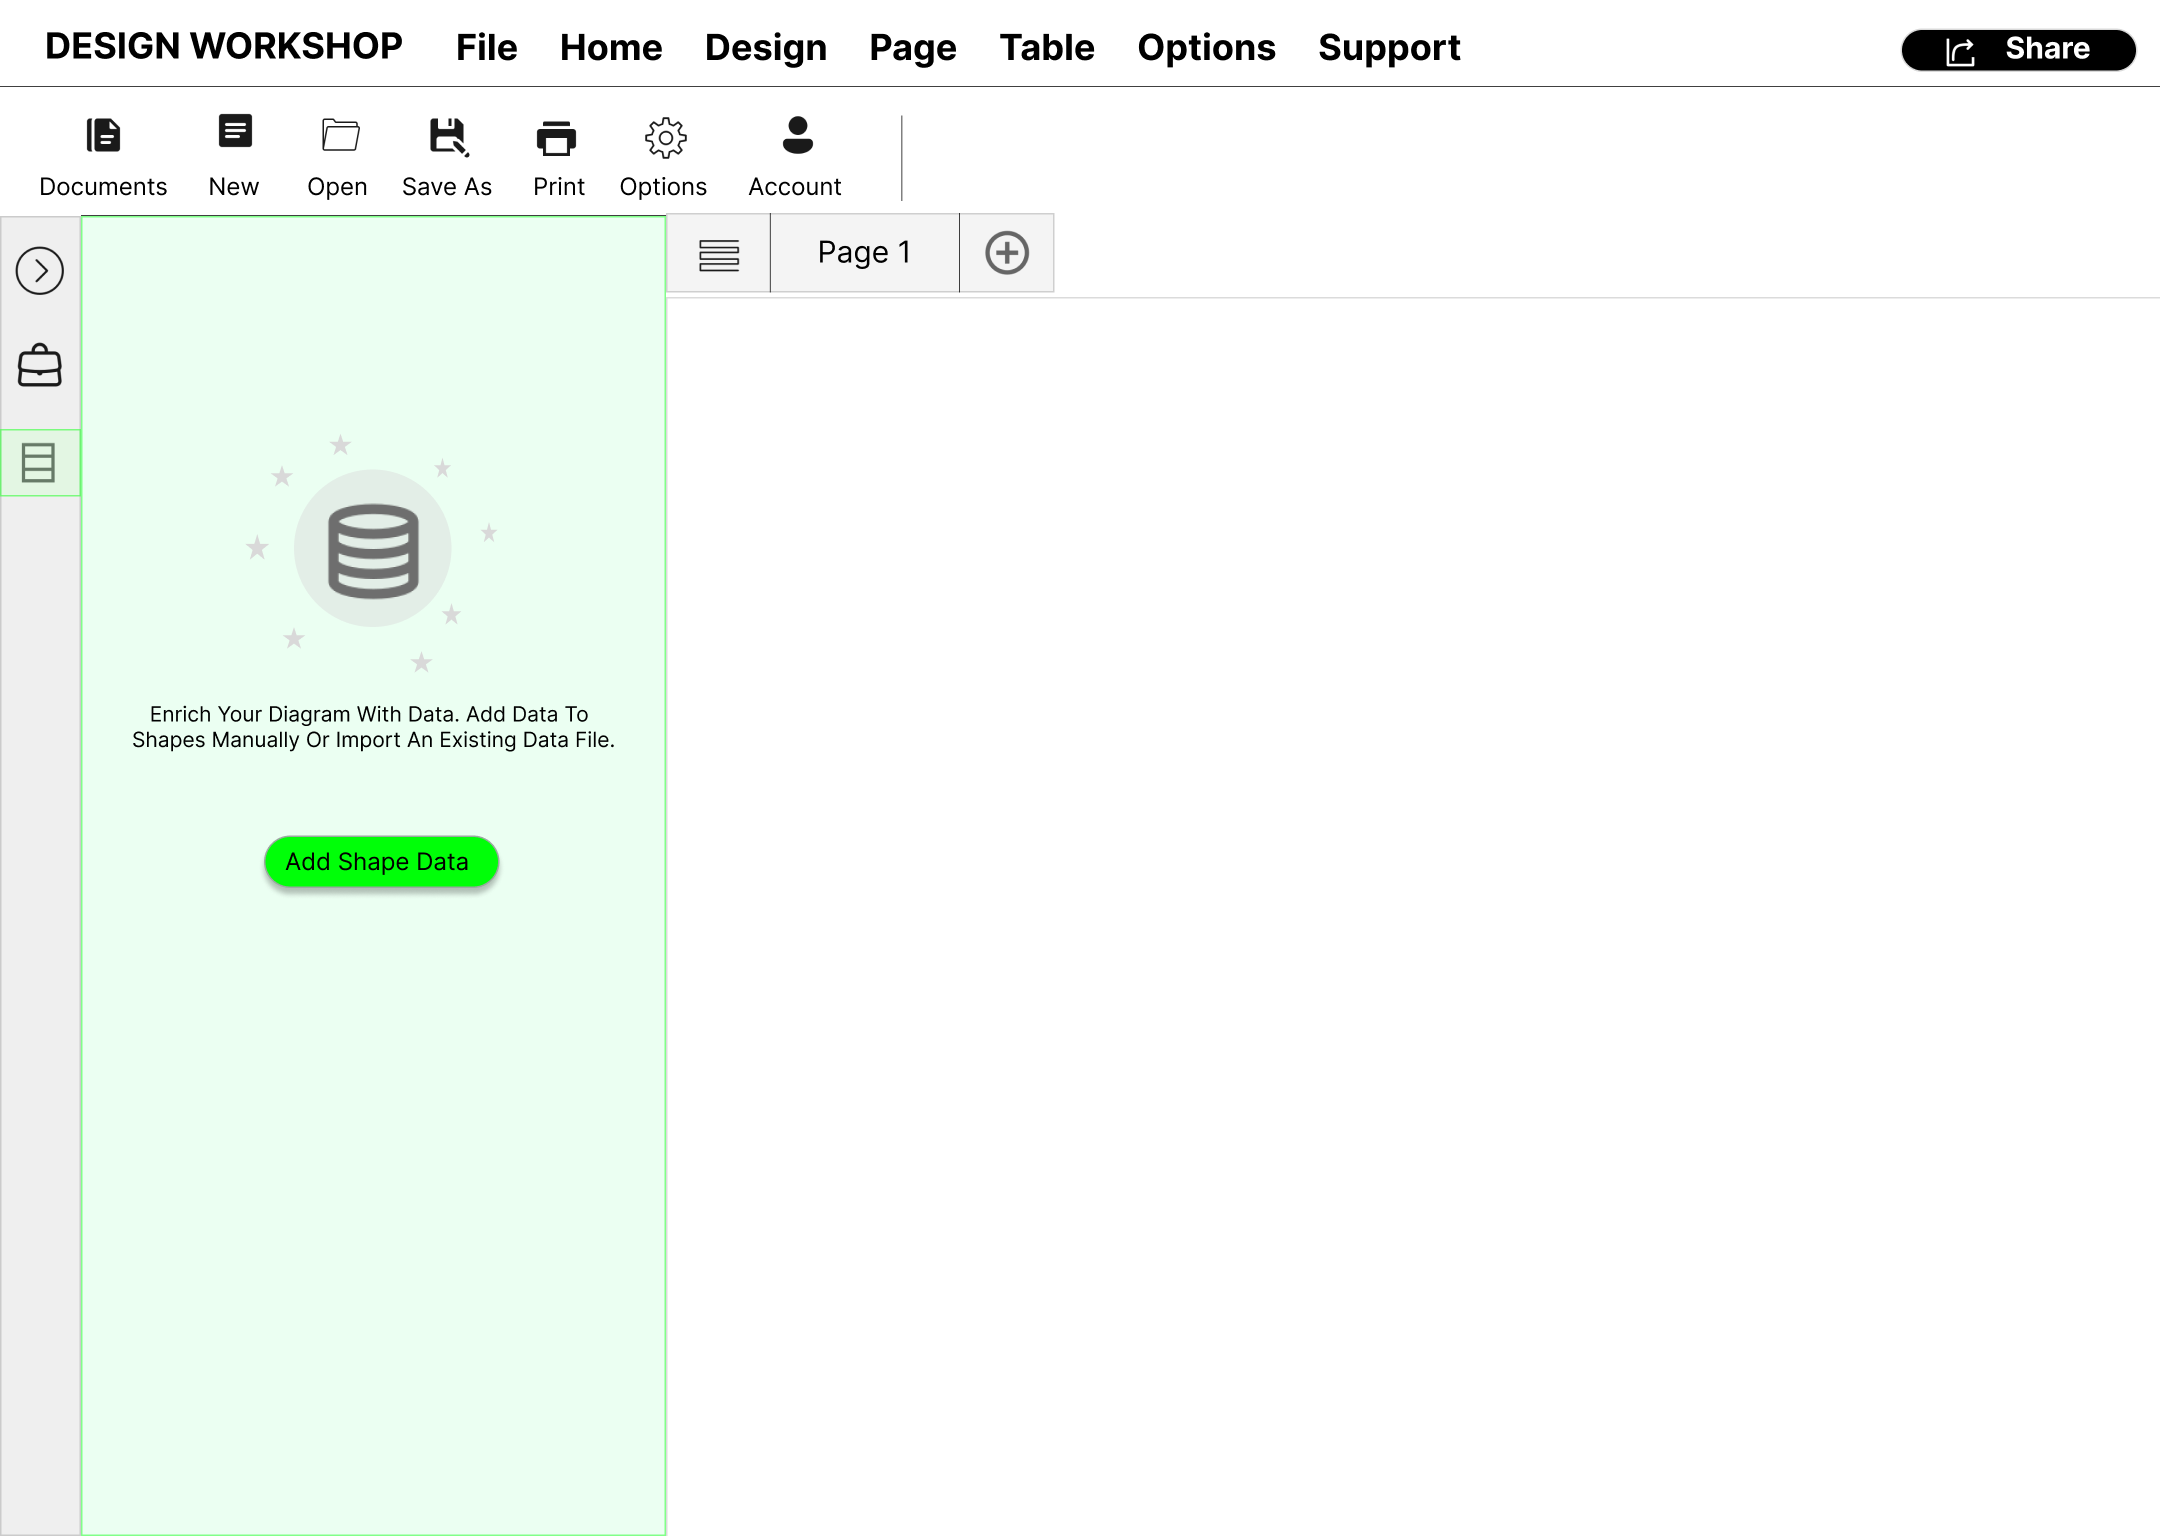 DESIGN WORKSHOP File Home Design Page Table Options Support Share
Documents New Open Save As Print Options Account
Page 1
Enrich Your Diagram With Data. Add Data To
Shapes Manually Or Import An Existing Data File.
Add Shape Data